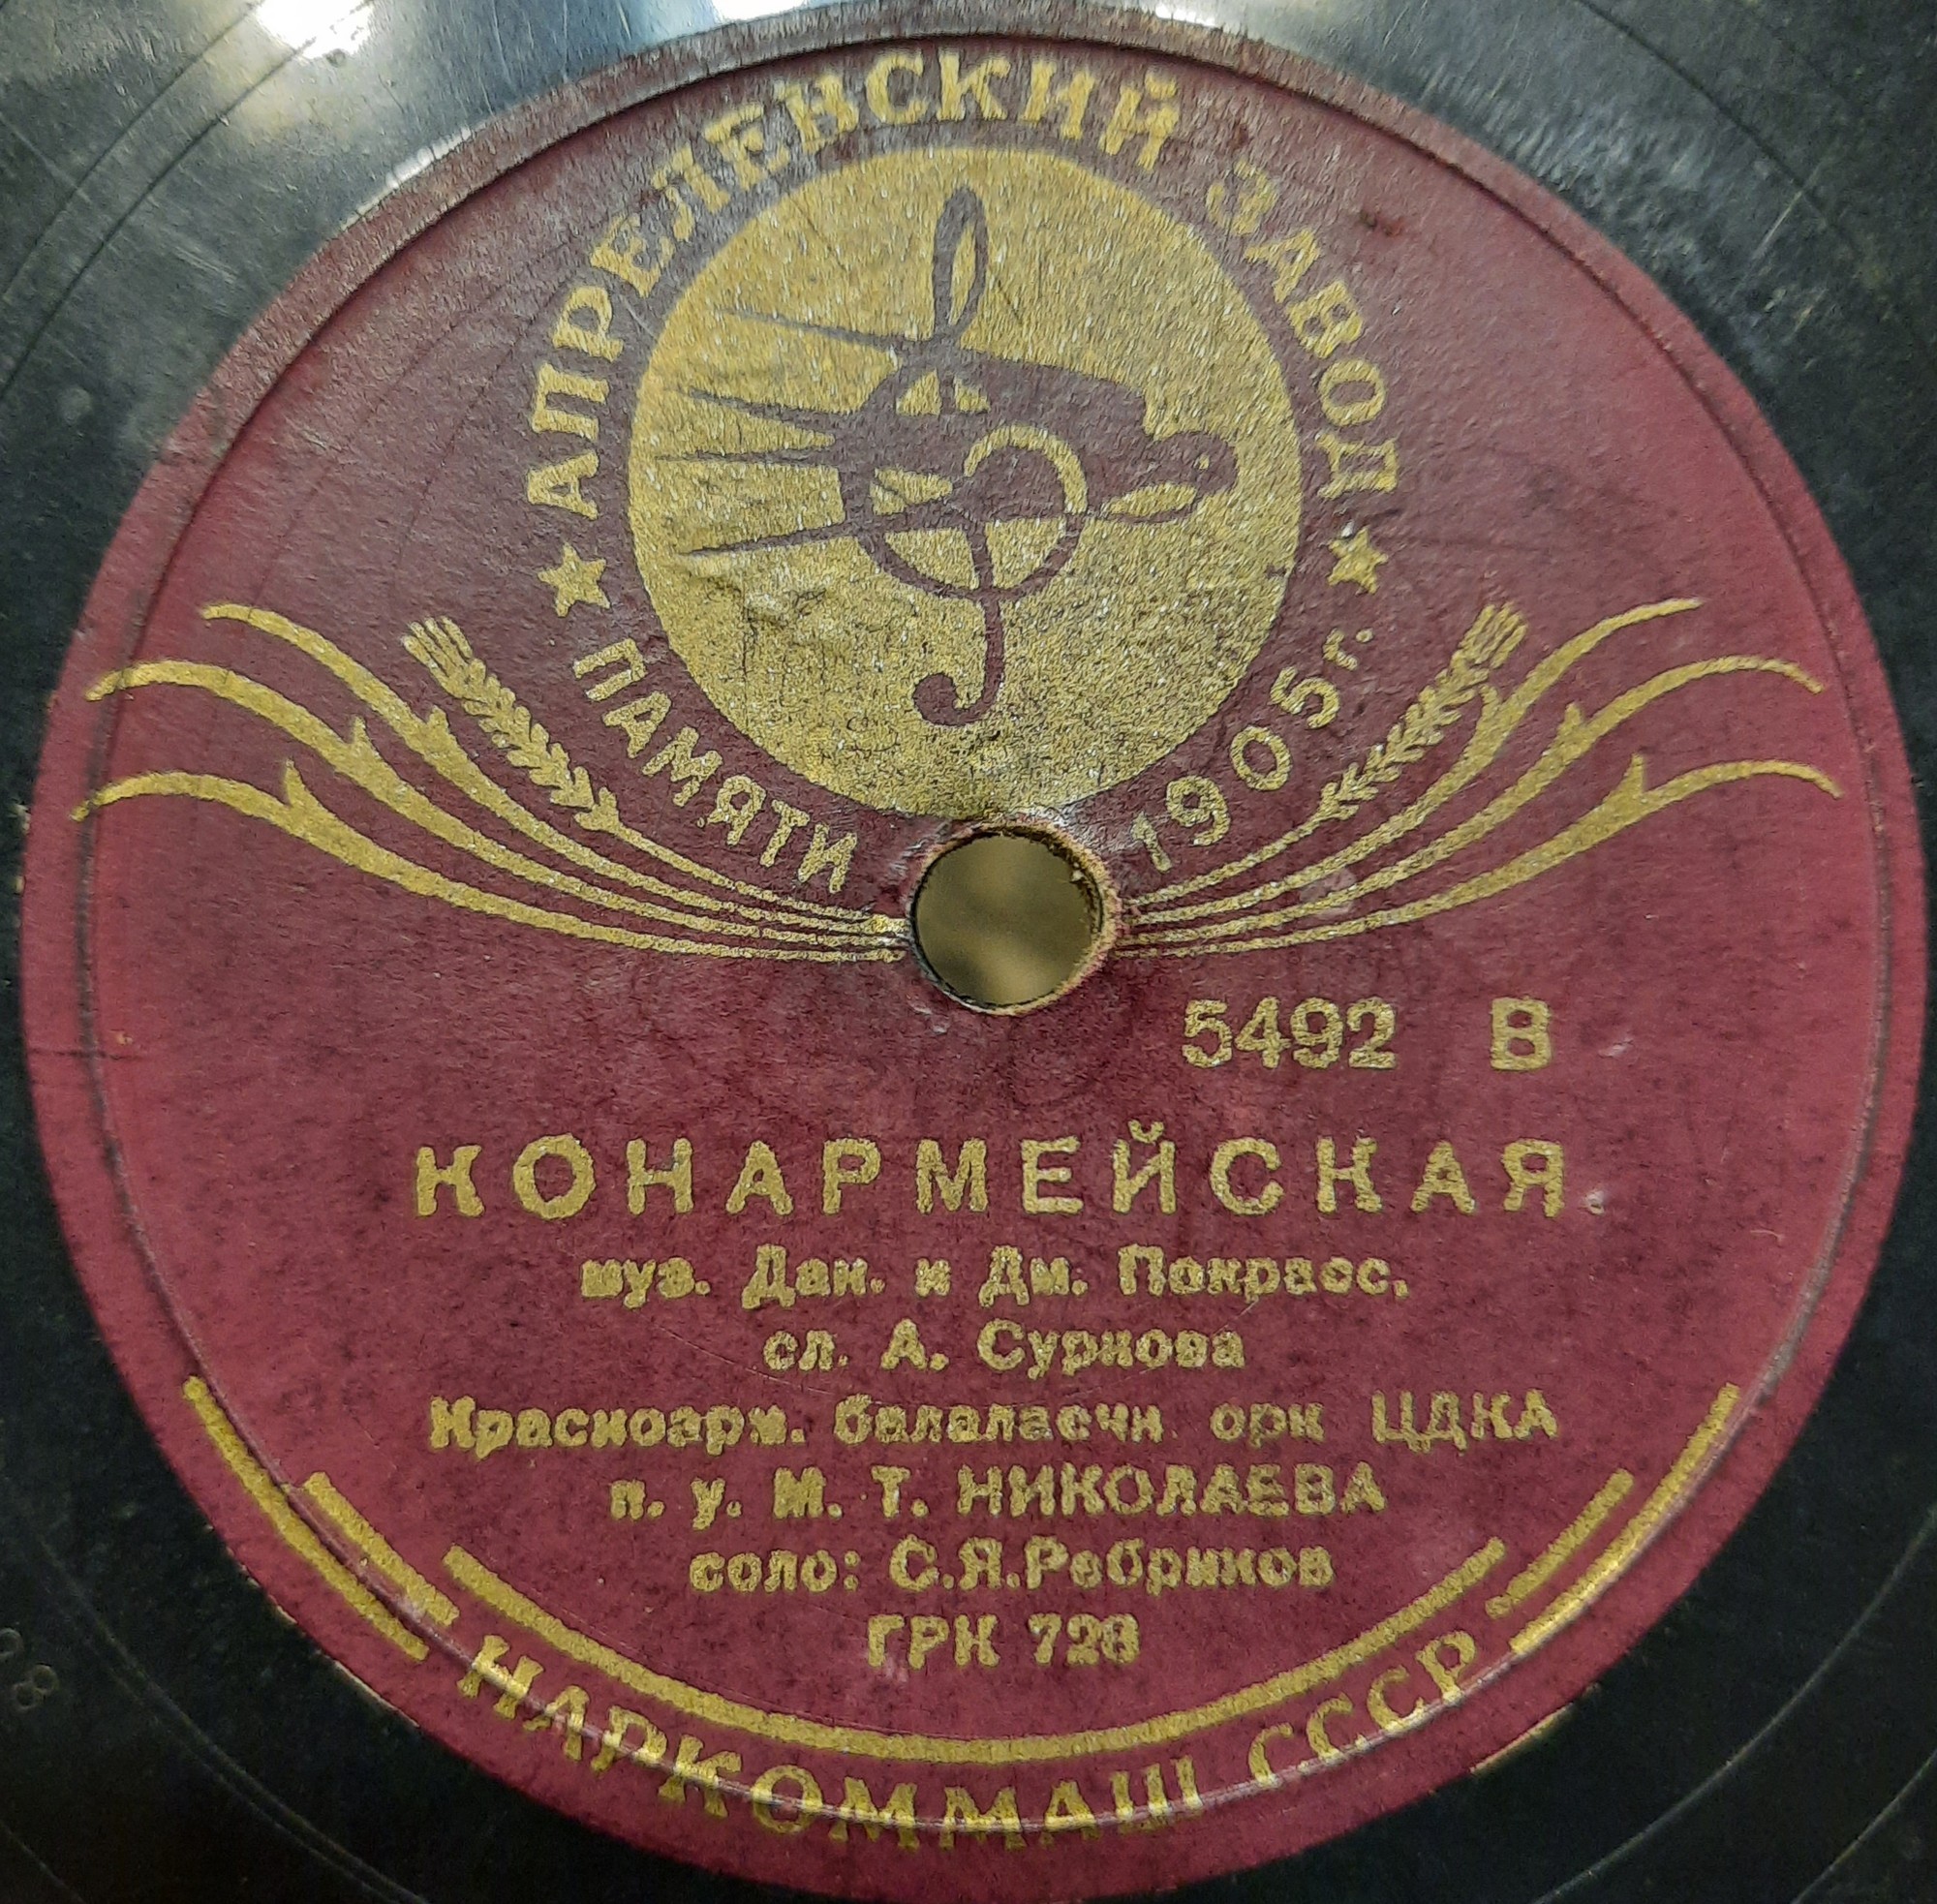 АПРЕЛЕВСКИЙ ЗАВОД
ПАМЯТИ 1905 г.
5492 В
КОНАРМЕЙСКАЯ
муз. Дан. и Дм. Покрасс,
сл. А. Суркова
Красноарм. балалаечн. орк ЦДКА
п. у. М. Т. НИКОЛАЕВА
соло: С.Я.Ребриков
ГРК 728
НАРКОММАШ СССР